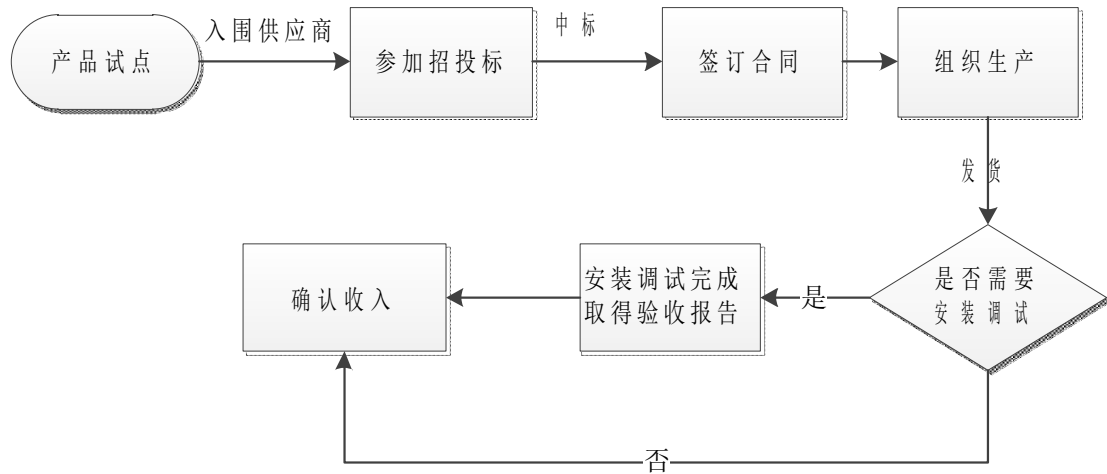 产品试点
入围供应商
参加招投标
中标
签订合同
组织生产
发货
是否需要
安装调试
是
安装调试完成
取得验收报告
确认收入
否